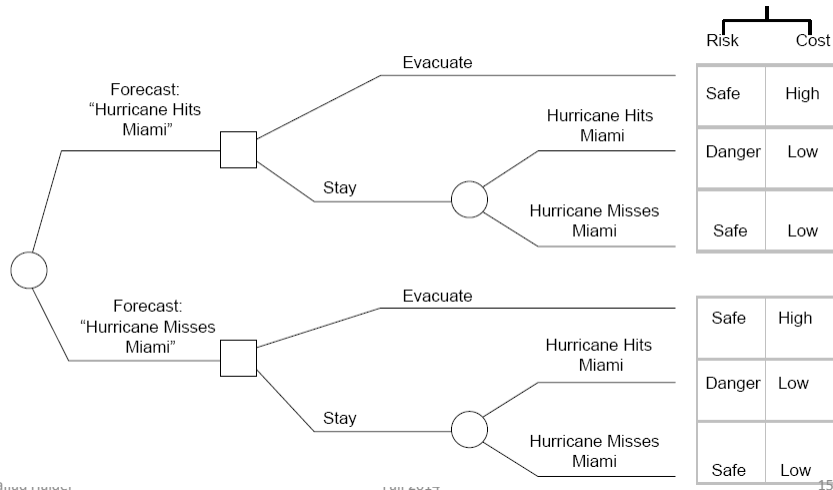 Risk Cost
Evacuate
Forecast:
“Hurricane Hits
Miami”
Safe High
Hurricane Hits
Miami
Danger Low
Stay
Hurricane Misses
Miami
Safe Low
Evacuate
Forecast:
“Hurricane Misses
Miami”
Safe High
Hurricane Hits
Miami
Danger Low
Stay
Hurricane Misses
Miami
Safe Low
15